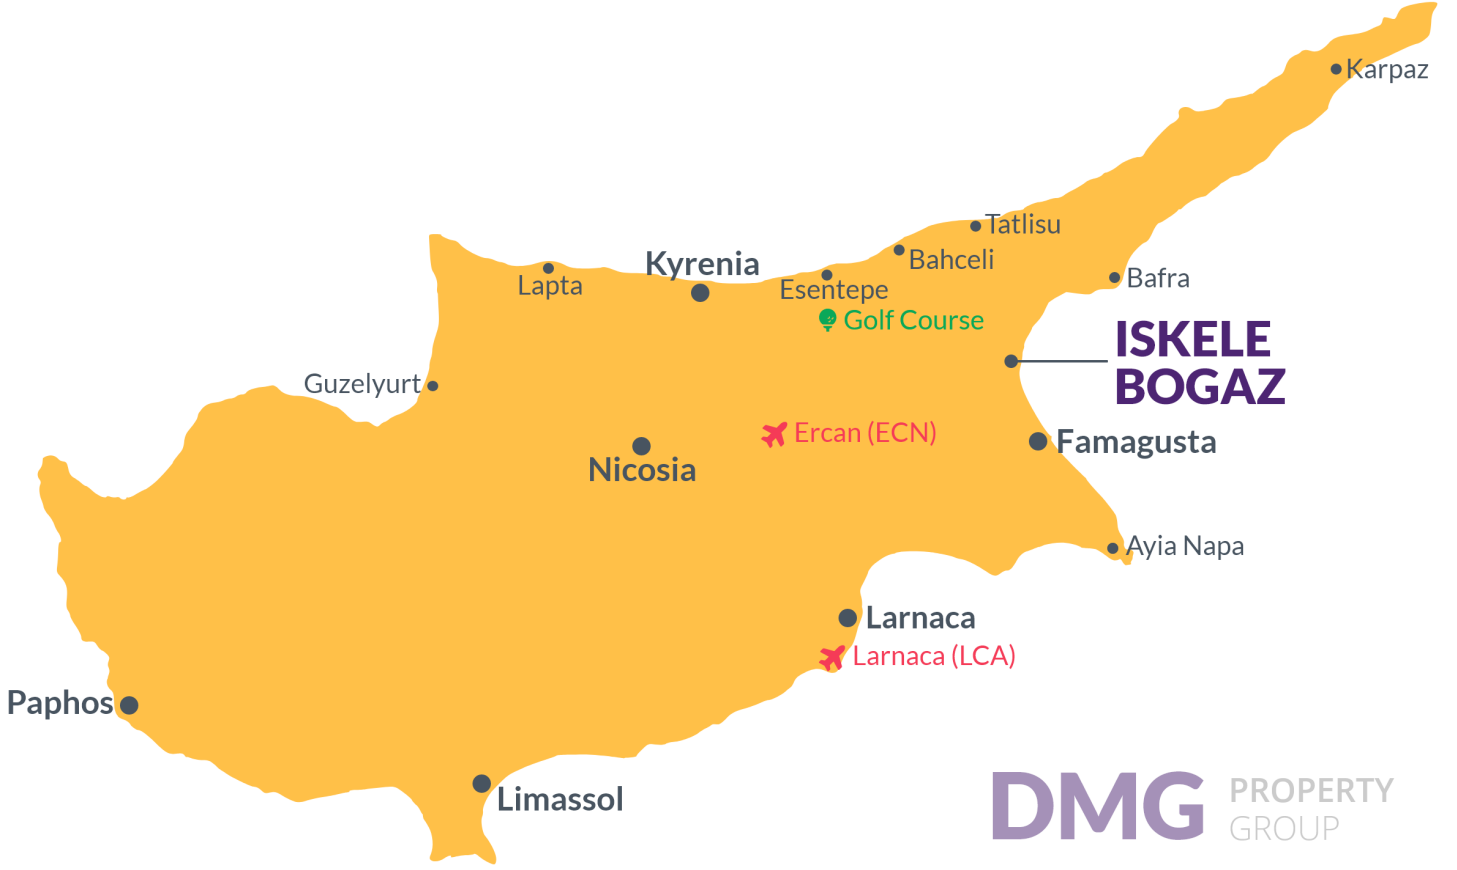 Karpaz
Tatlisu
Bahceli
Kyrenia
Lapta
Esentepe
Bafra
Golf Course
ISKELE
BOGAZ
Guzelyurt
Ercan (ECN)
Famagusta
Nicosia
Ayia Napa
Larnaca
Larnaca (LCA)
Paphos
Limassol
DMG PROPERTY
GROUP